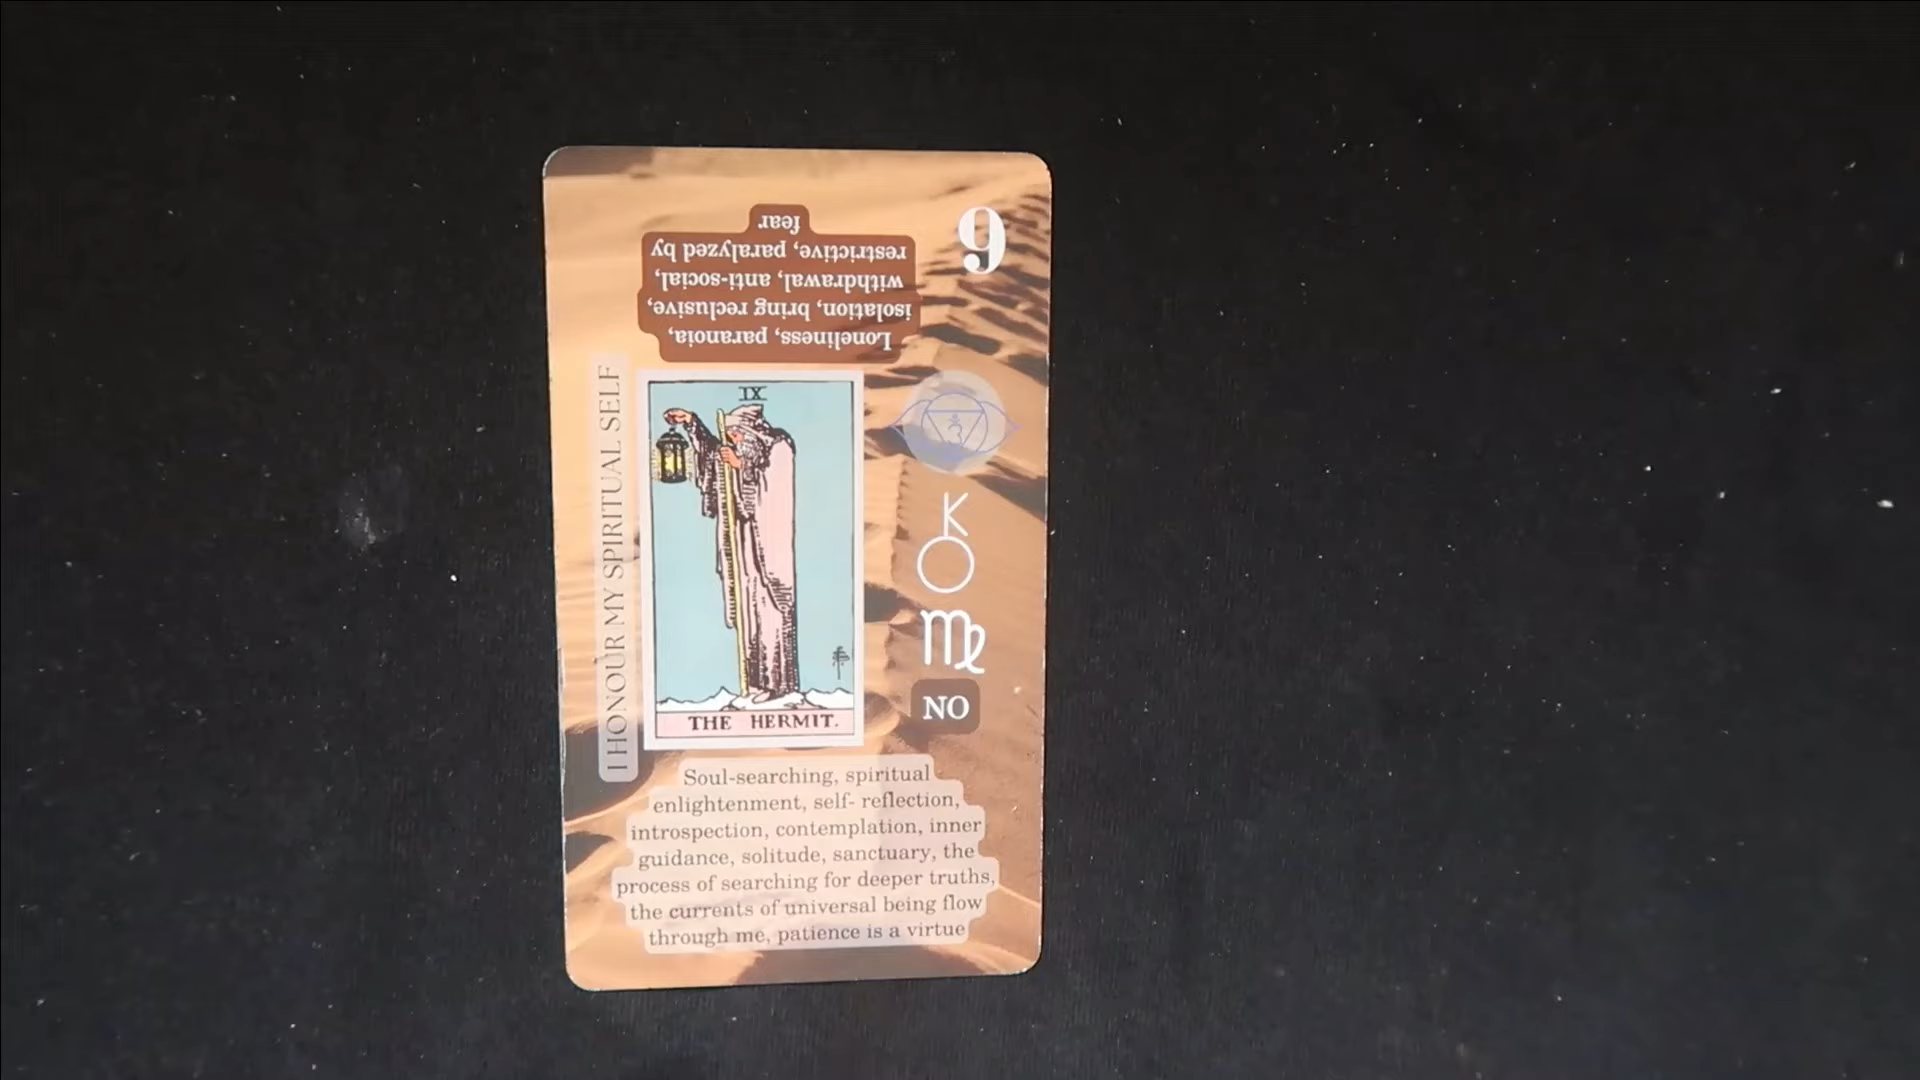 9
Loneliness, paranoia,
isolation, bring reclusive,
withdrawal, anti-social,
restrictive, paralyzed by
fear
I HONOUR MY SPIRITUAL SELF
IX
THE HERMIT.
NO
Soul-searching, spiritual
enlightenment, self- reflection,
introspection, contemplation, inner
guidance, solitude, sanctuary, the
process of searching for deeper truths,
the currents of universal being flow
through me, patience is a virtue